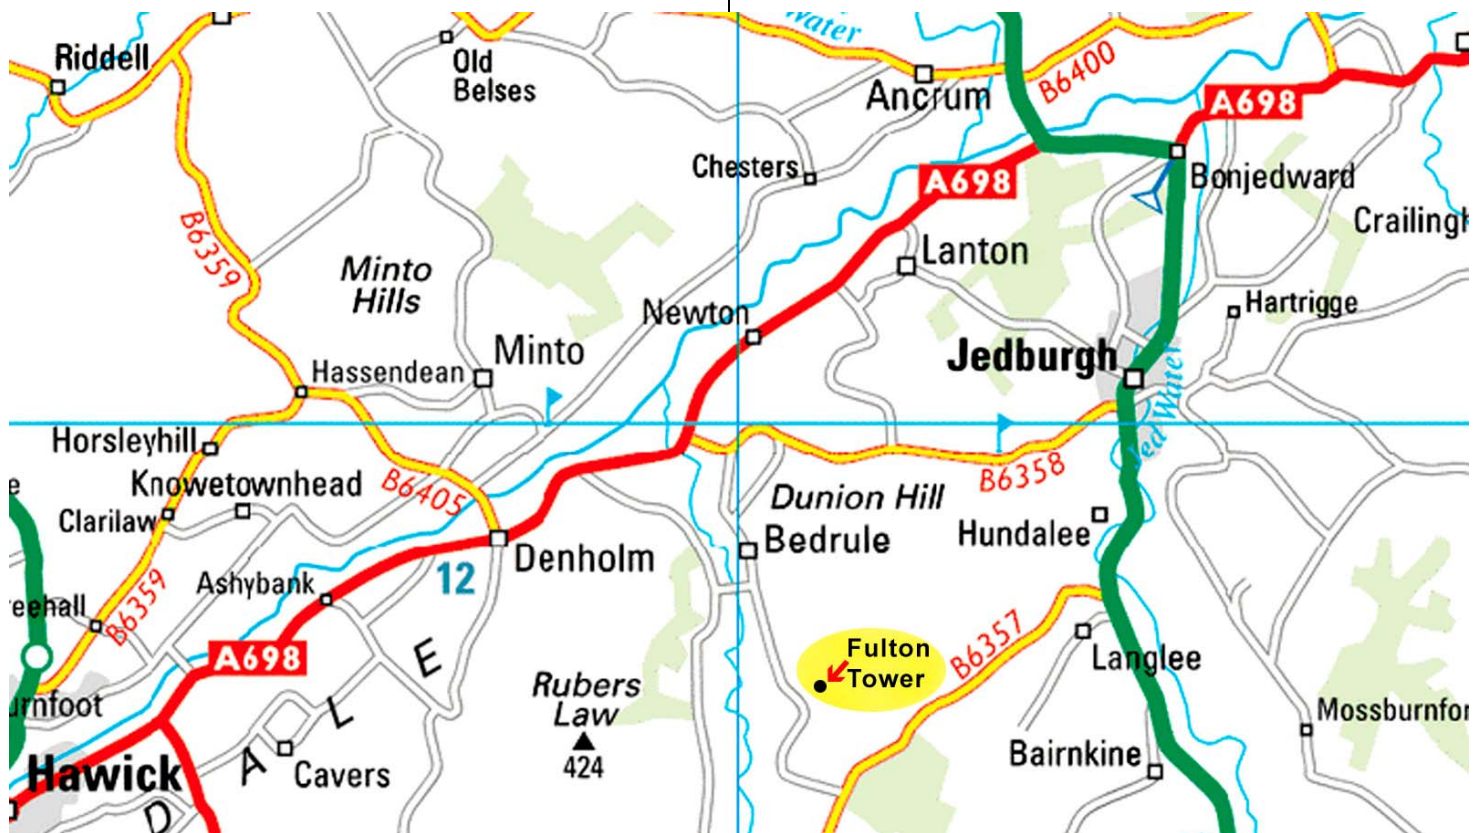 Water
Riddell
Old
Belses
Ancrum
B6400
A698
Chesters
A698
Bonjedward
B6359
Crailingh
Lanton
Minto
Hills
Newton
Hartrigge
Minto
Jedburgh
Hassendean
Jed Water
Horsleyhill
Knowetownhead
B6405
B6358
Dunion Hill
Clarilaw
Hundalee
Bedrule
Denholm
12
Ashybank
eehall
B6359
A698
Fulton
Tower
B6357
Langlee
Rubers
Law
424
urnfoot
Mossburnfor
Bairnkine
Hawick
Cavers
D A L E